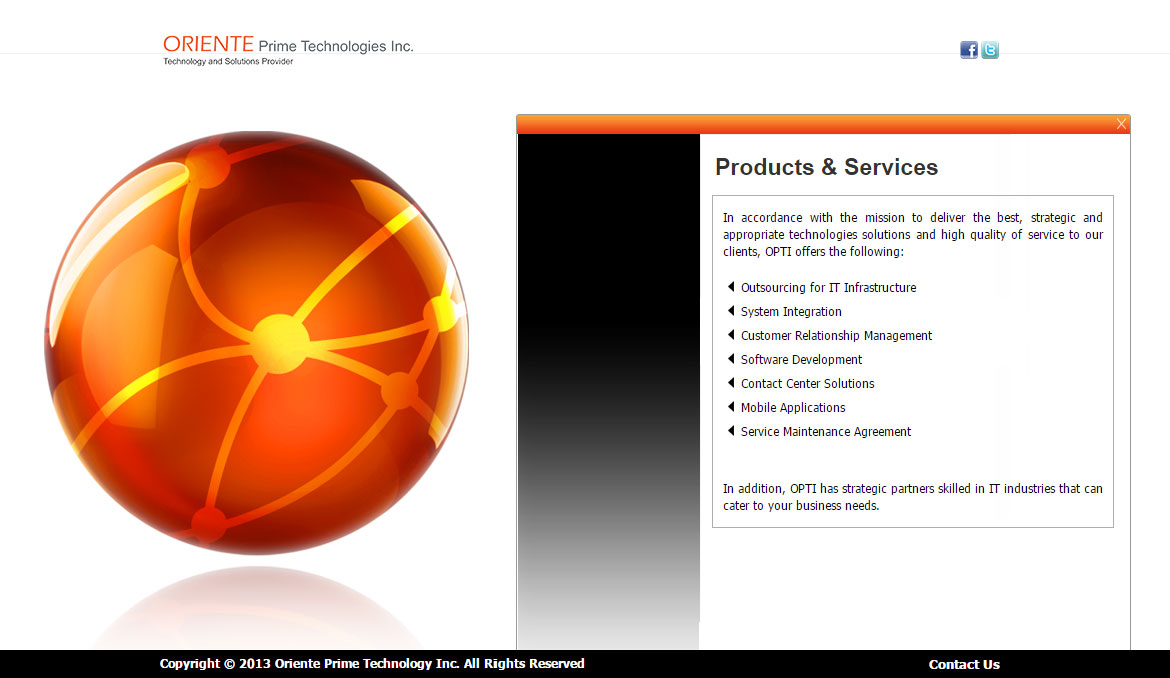 ORIENTE Prime Technologies Inc.
Technology and Solutions Provider
X
Products & Services
In accordance with the mission to deliver the best, strategic and
appropriate technologies solutions and high quality of service to our
clients, OPTI offers the following:
Outsourcing for IT Infrastructure
System Integration
Customer Relationship Management
Software Development
Contact Center Solutions
Mobile Applications
Service Maintenance Agreement
In addition, OPTI has strategic partners skilled in IT industries that can
cater to your business needs.
Copyright © 2013 Oriente Prime Technology Inc. All Rights Reserved
Contact Us